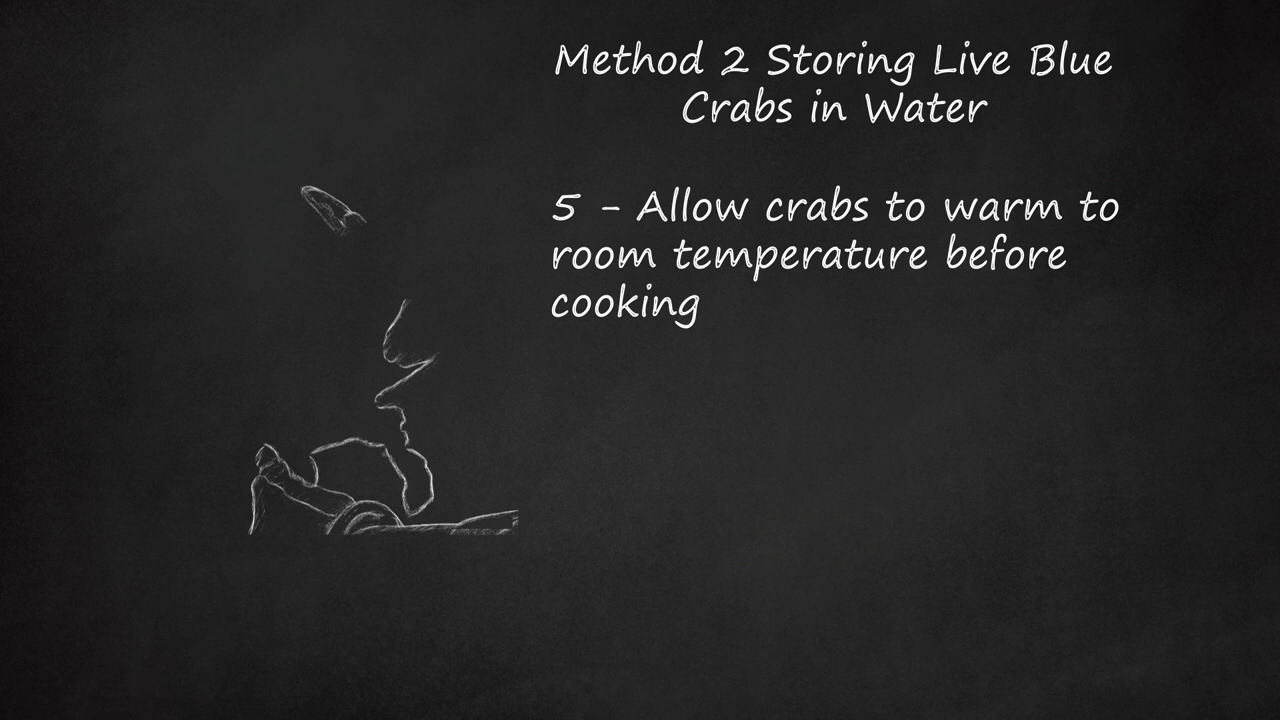 Method 2 Storing Live Blue
Crabs in Water
5 - Allow crabs to warm to
room temperature before
cooking